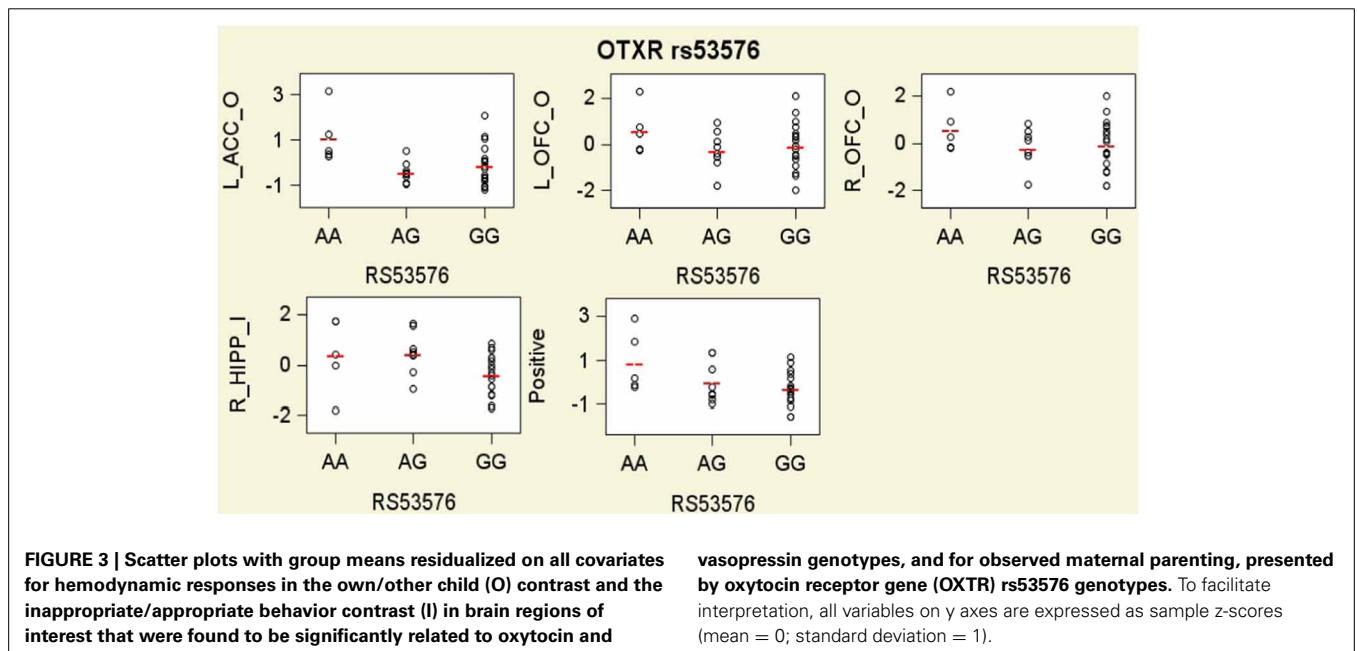 OTXR rs53576
L_ACC_O
3
1
-1
AA AG GG
RS53576
L_OFC_O
2
0
-2
AA AG GG
RS53576
R_OFC_O
2
0
-2
AA AG GG
RS53576
R_HIPP_I
2
0
-2
AA AG GG
RS53576
Positive
3
1
-1
AA AG GG
RS53576
FIGURE 3 | Scatter plots with group means residualized on all covariates
for hemodynamic responses in the own/other child (O) contrast and the
inappropriate/appropriate behavior contrast (I) in brain regions of
interest that were found to be significantly related to oxytocin and
vasopressin genotypes, and for observed maternal parenting, presented
by oxytocin receptor gene (OXTR) rs53576 genotypes. To facilitate
interpretation, all variables on y axes are expressed as sample z-scores
(mean = 0; standard deviation = 1).